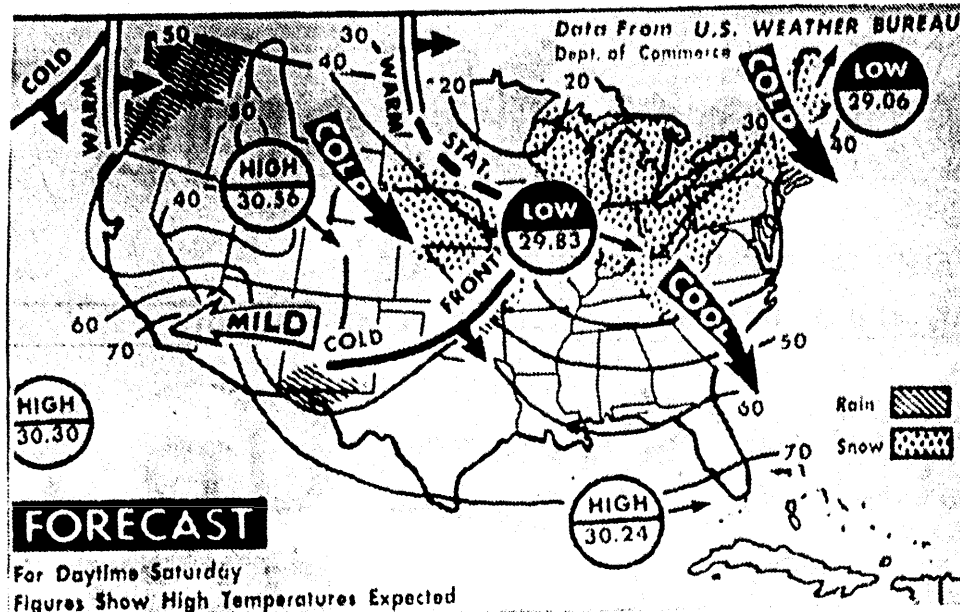 Data From U.S. WEATHER BUREAU
Dept. of Commerce
COLD
WARM
50
30
40
WARM
20
20
COLD
LOW
29.06
30
40
50
COLD
STAT.
HIGH
30.56
40
LOW
29.83
FRONT
COLD
COOL
MILD
60
70
50
60
70
HIGH
30.30
HIGH
30.24
Rain
Snow
FORECAST
For Daytime Saturday
Figures Show High Temperatures Expected